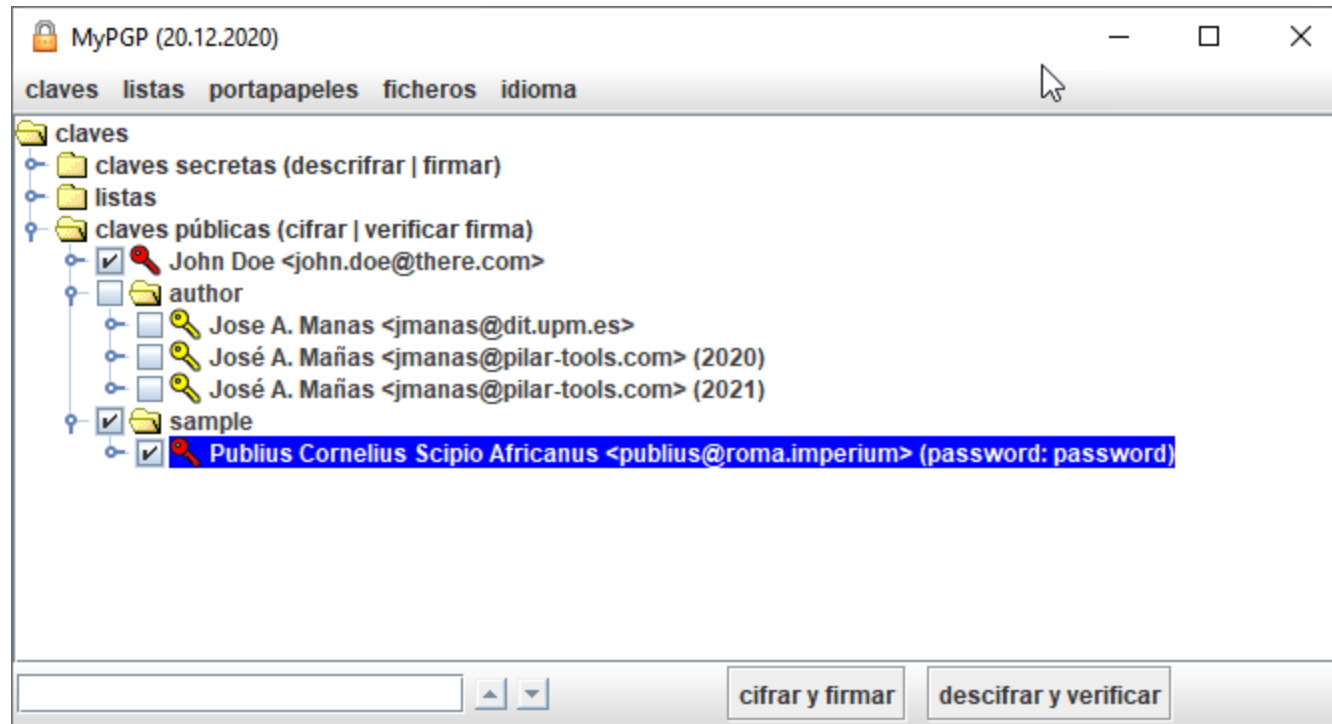 MyPGP (20.12.2020)
claves listas portapapeles ficheros idioma
claves
claves secretas (descrifrar | firmar)
listas
claves públicas (cifrar | verificar firma)
John Doe <john.doe@there.com>
author
Jose A. Manas <jmanas@dit.upm.es>
José A. Mañas <jmanas@pilar-tools.com> (2020)
José A. Mañas <jmanas@pilar-tools.com> (2021)
sample
Publius Cornelius Scipio Africanus <publius@roma.imperium> (password: password)
cifrar y firmar descifrar y verificar